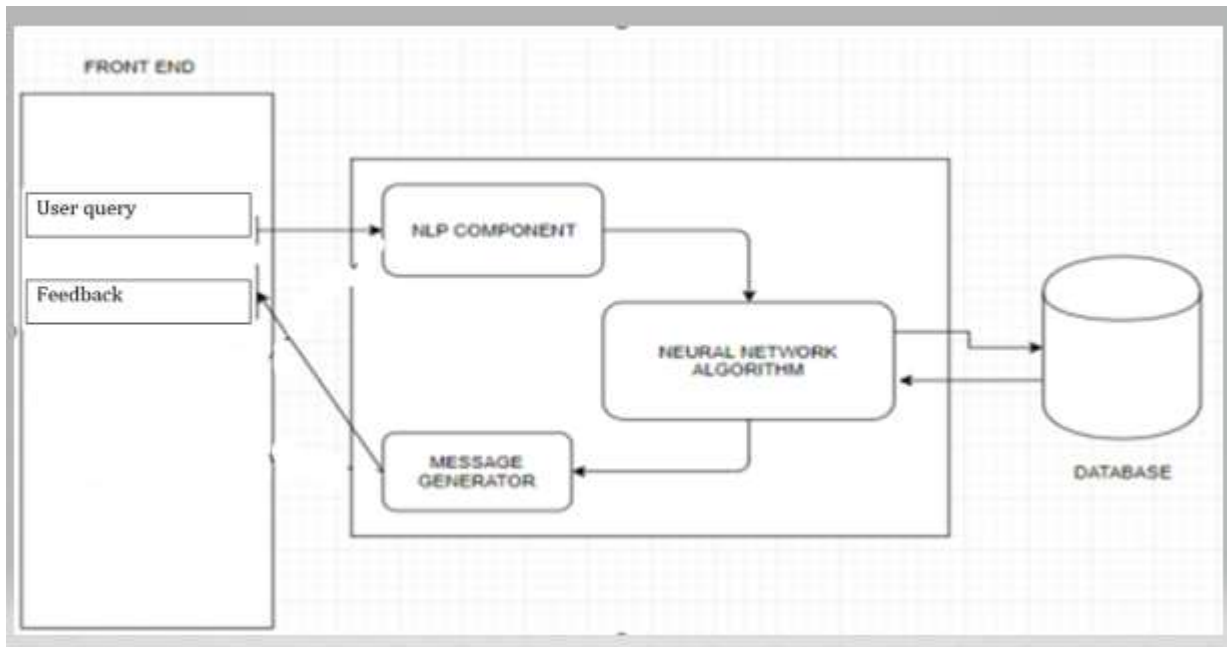 FRONT END
User query
Feedback
NLP COMPONENT
NEURAL NETWORK
ALGORITHM
MESSAGE
GENERATOR
DATABASE